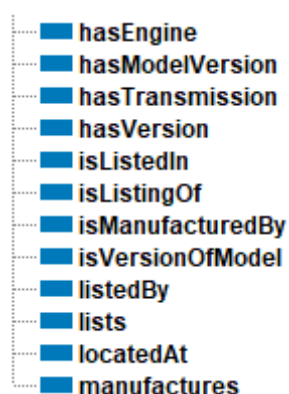 hasEngine
hasModelVersion
hasTransmission
hasVersion
isListedIn
isListingOf
isManufacturedBy
isVersionOfModel
listedBy
lists
locatedAt
manufactures